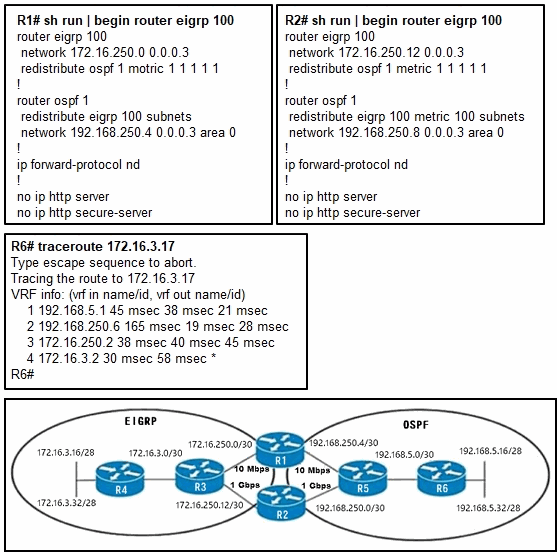 R1# sh run | begin router eigrp 100
router eigrp 100
network 172.16.250.0 0.0.0.3
redistribute ospf 1 motric 1 1 1 1 1
!
router ospf 1
redistribute eigrp 100 subnets
network 192.168.250.4 0.0.0.3 area 0
!
ip forward-protocol nd
!
no ip http server
no ip http secure-server
R2# sh run | begin router eigrp 100
router eigrp 100
network 172.16.250.12 0.0.0.3
redistribute ospf 1 metric 1 1 1 1 1
!
router ospf 1
redistribute eigrp 100 metric 100 subnets
network 192.168.250.8 0.0.0.3 area 0
!
ip forward-protocol nd
!
no ip http server
no ip http secure-server
R6# traceroute 172.16.3.17
Type escape sequence to abort.
Tracing the route to 172.16.3.17
VRF info: (vrf in name/id, vrf out name/id)
1 192.168.5.1 45 msec 38 msec 21 msec
2 192.168.250.6 165 msec 19 msec 28 msec
3 172.16.250.2 38 msec 40 msec 45 msec
4 172.16.3.2 30 msec 58 msec *
R6#
EIGRP
OSPF
172.16.3.16/28
172.16.3.0/30
172.16.250.0/30
R1
192.168.250.4/30
192.168.5.0/30
192.168.5.16/28
10 Mbps
10 Mbps
R4
R3
R5
R6
1 Gbps
1 Gbps
172.16.3.32/28
172.16.250.12/30
R2
192.168.250.0/30
192.168.5.32/28